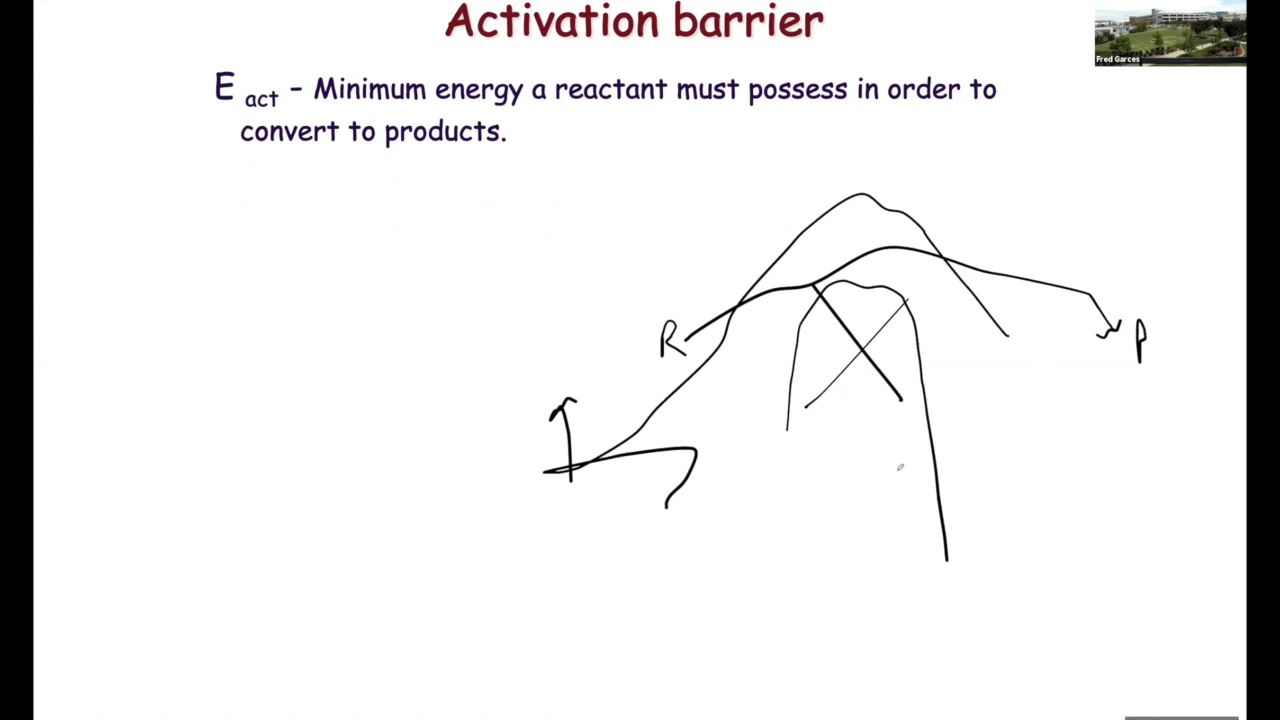 Activation barrier
Fred Garces
E act - Minimum energy a reactant must possess in order to
convert to products.
R
P